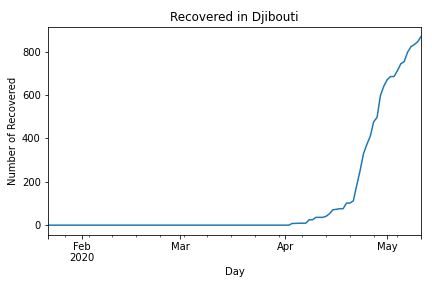 Recovered in Djibouti
Number of Recovered
800
600
400
200
0
Feb
2020
Mar
Apr
May
Day